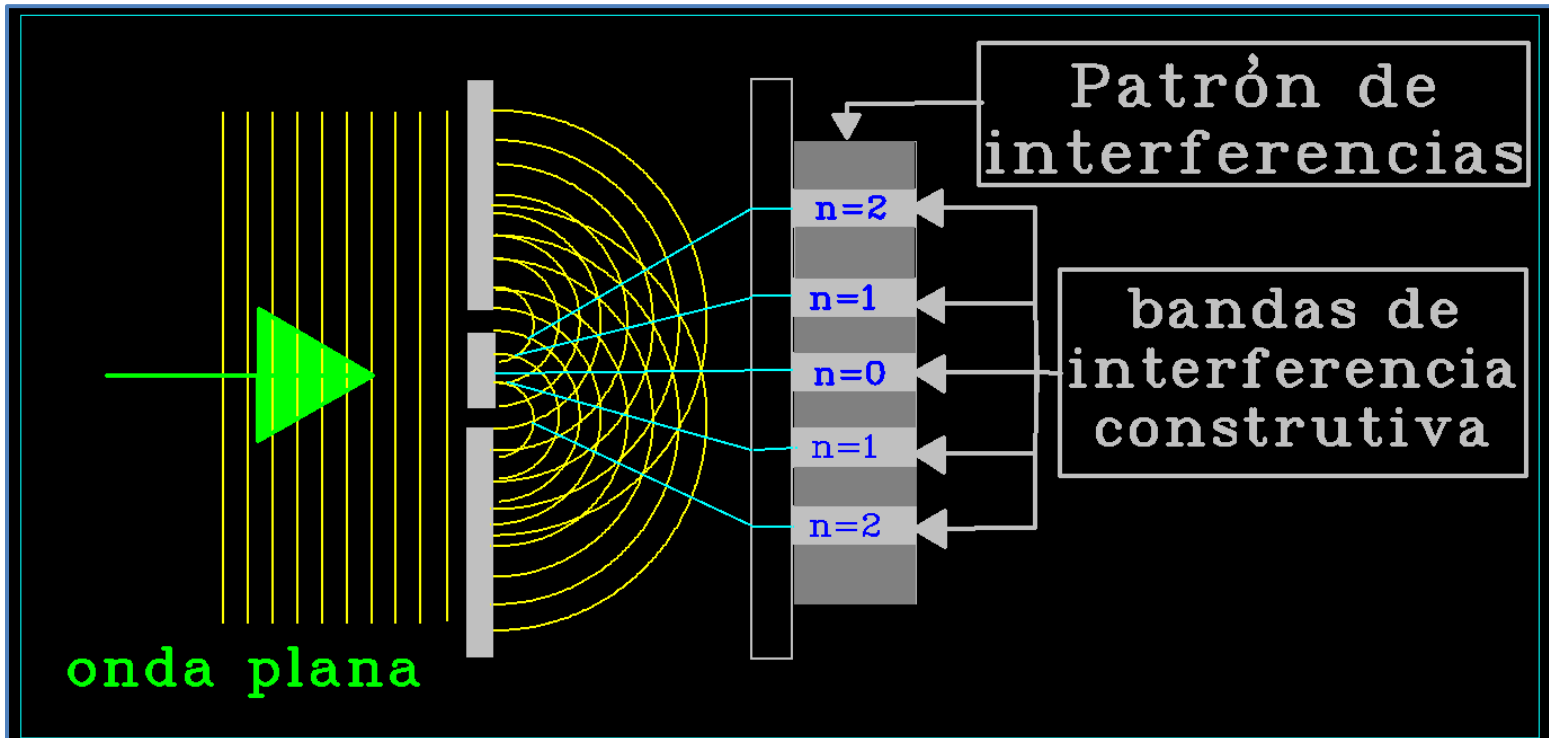 Patrón de
interferencias
n=2
n=1
n=0
n=1
n=2
bandas de
interferencia
construtiva
onda plana